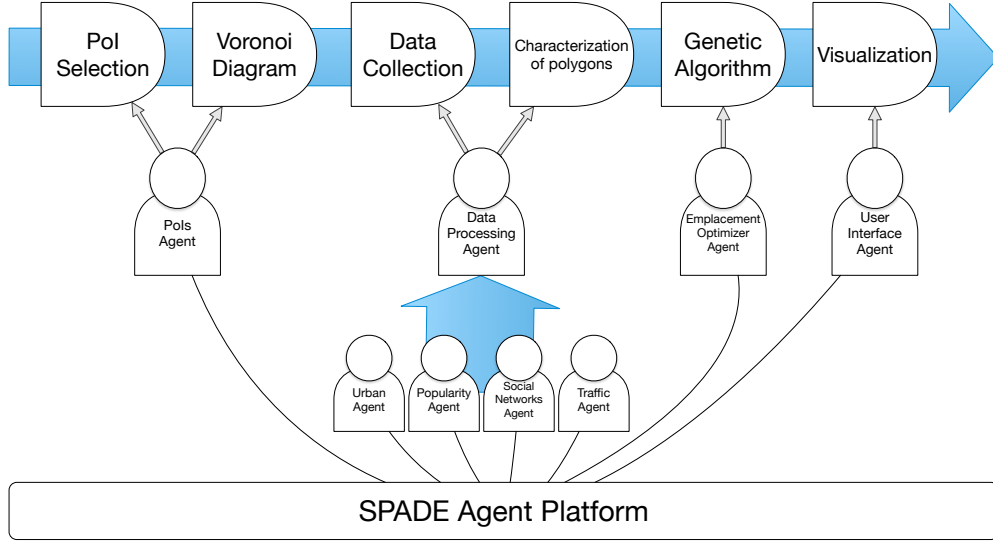 PoI
Selection
Voronoi
Diagram
Data
Collection
Characterization
of polygons
Genetic
Algorithm
Visualization
PoIs
Agent
Data
Processing
Agent
Emplacement
Optimizer
Agent
User
Interface
Agent
Urban
Agent
Popularity
Agent
Social
Networks
Agent
Traffic
Agent
SPADE Agent Platform